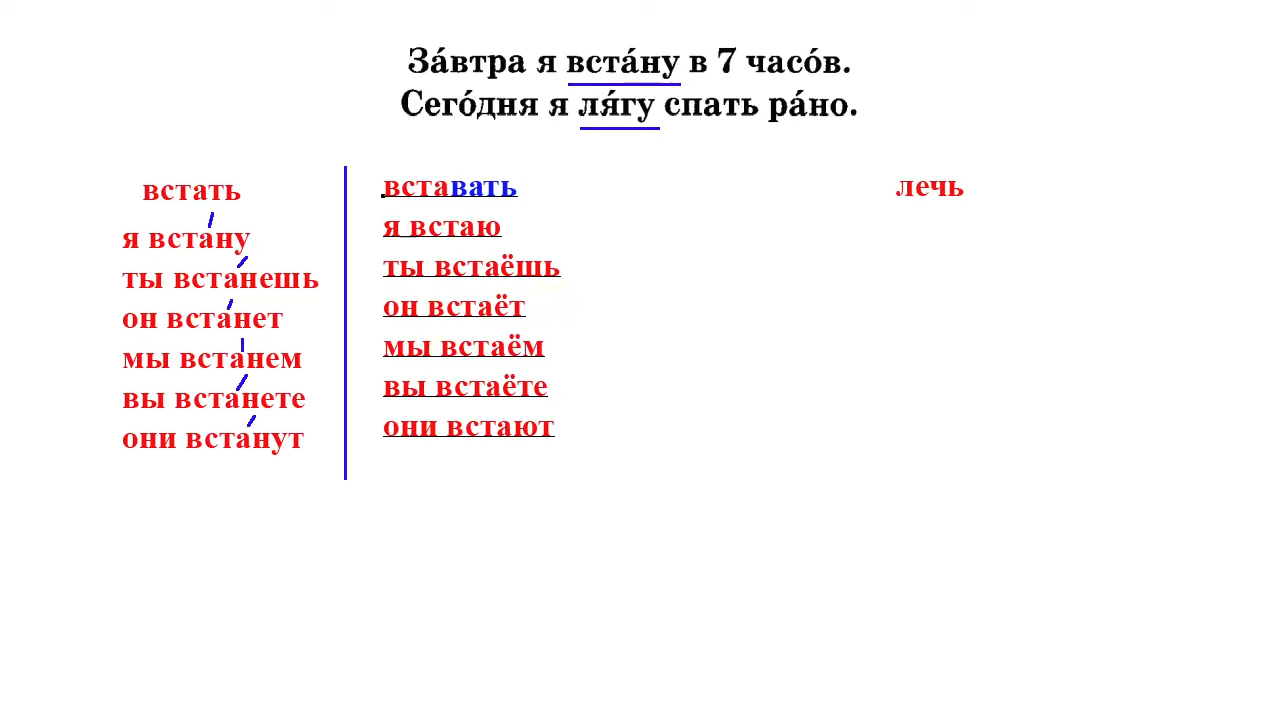 За́втра я вста́ну в 7 часо́в.
Сего́дня я ля́гу спать ра́но.
встать
я встану
ты встанешь
он встанет
мы встанем
вы встанете
они встанут
вставать
я встаю
ты встаёшь
он встаёт
мы встаём
вы встаёте
они встают
лечь